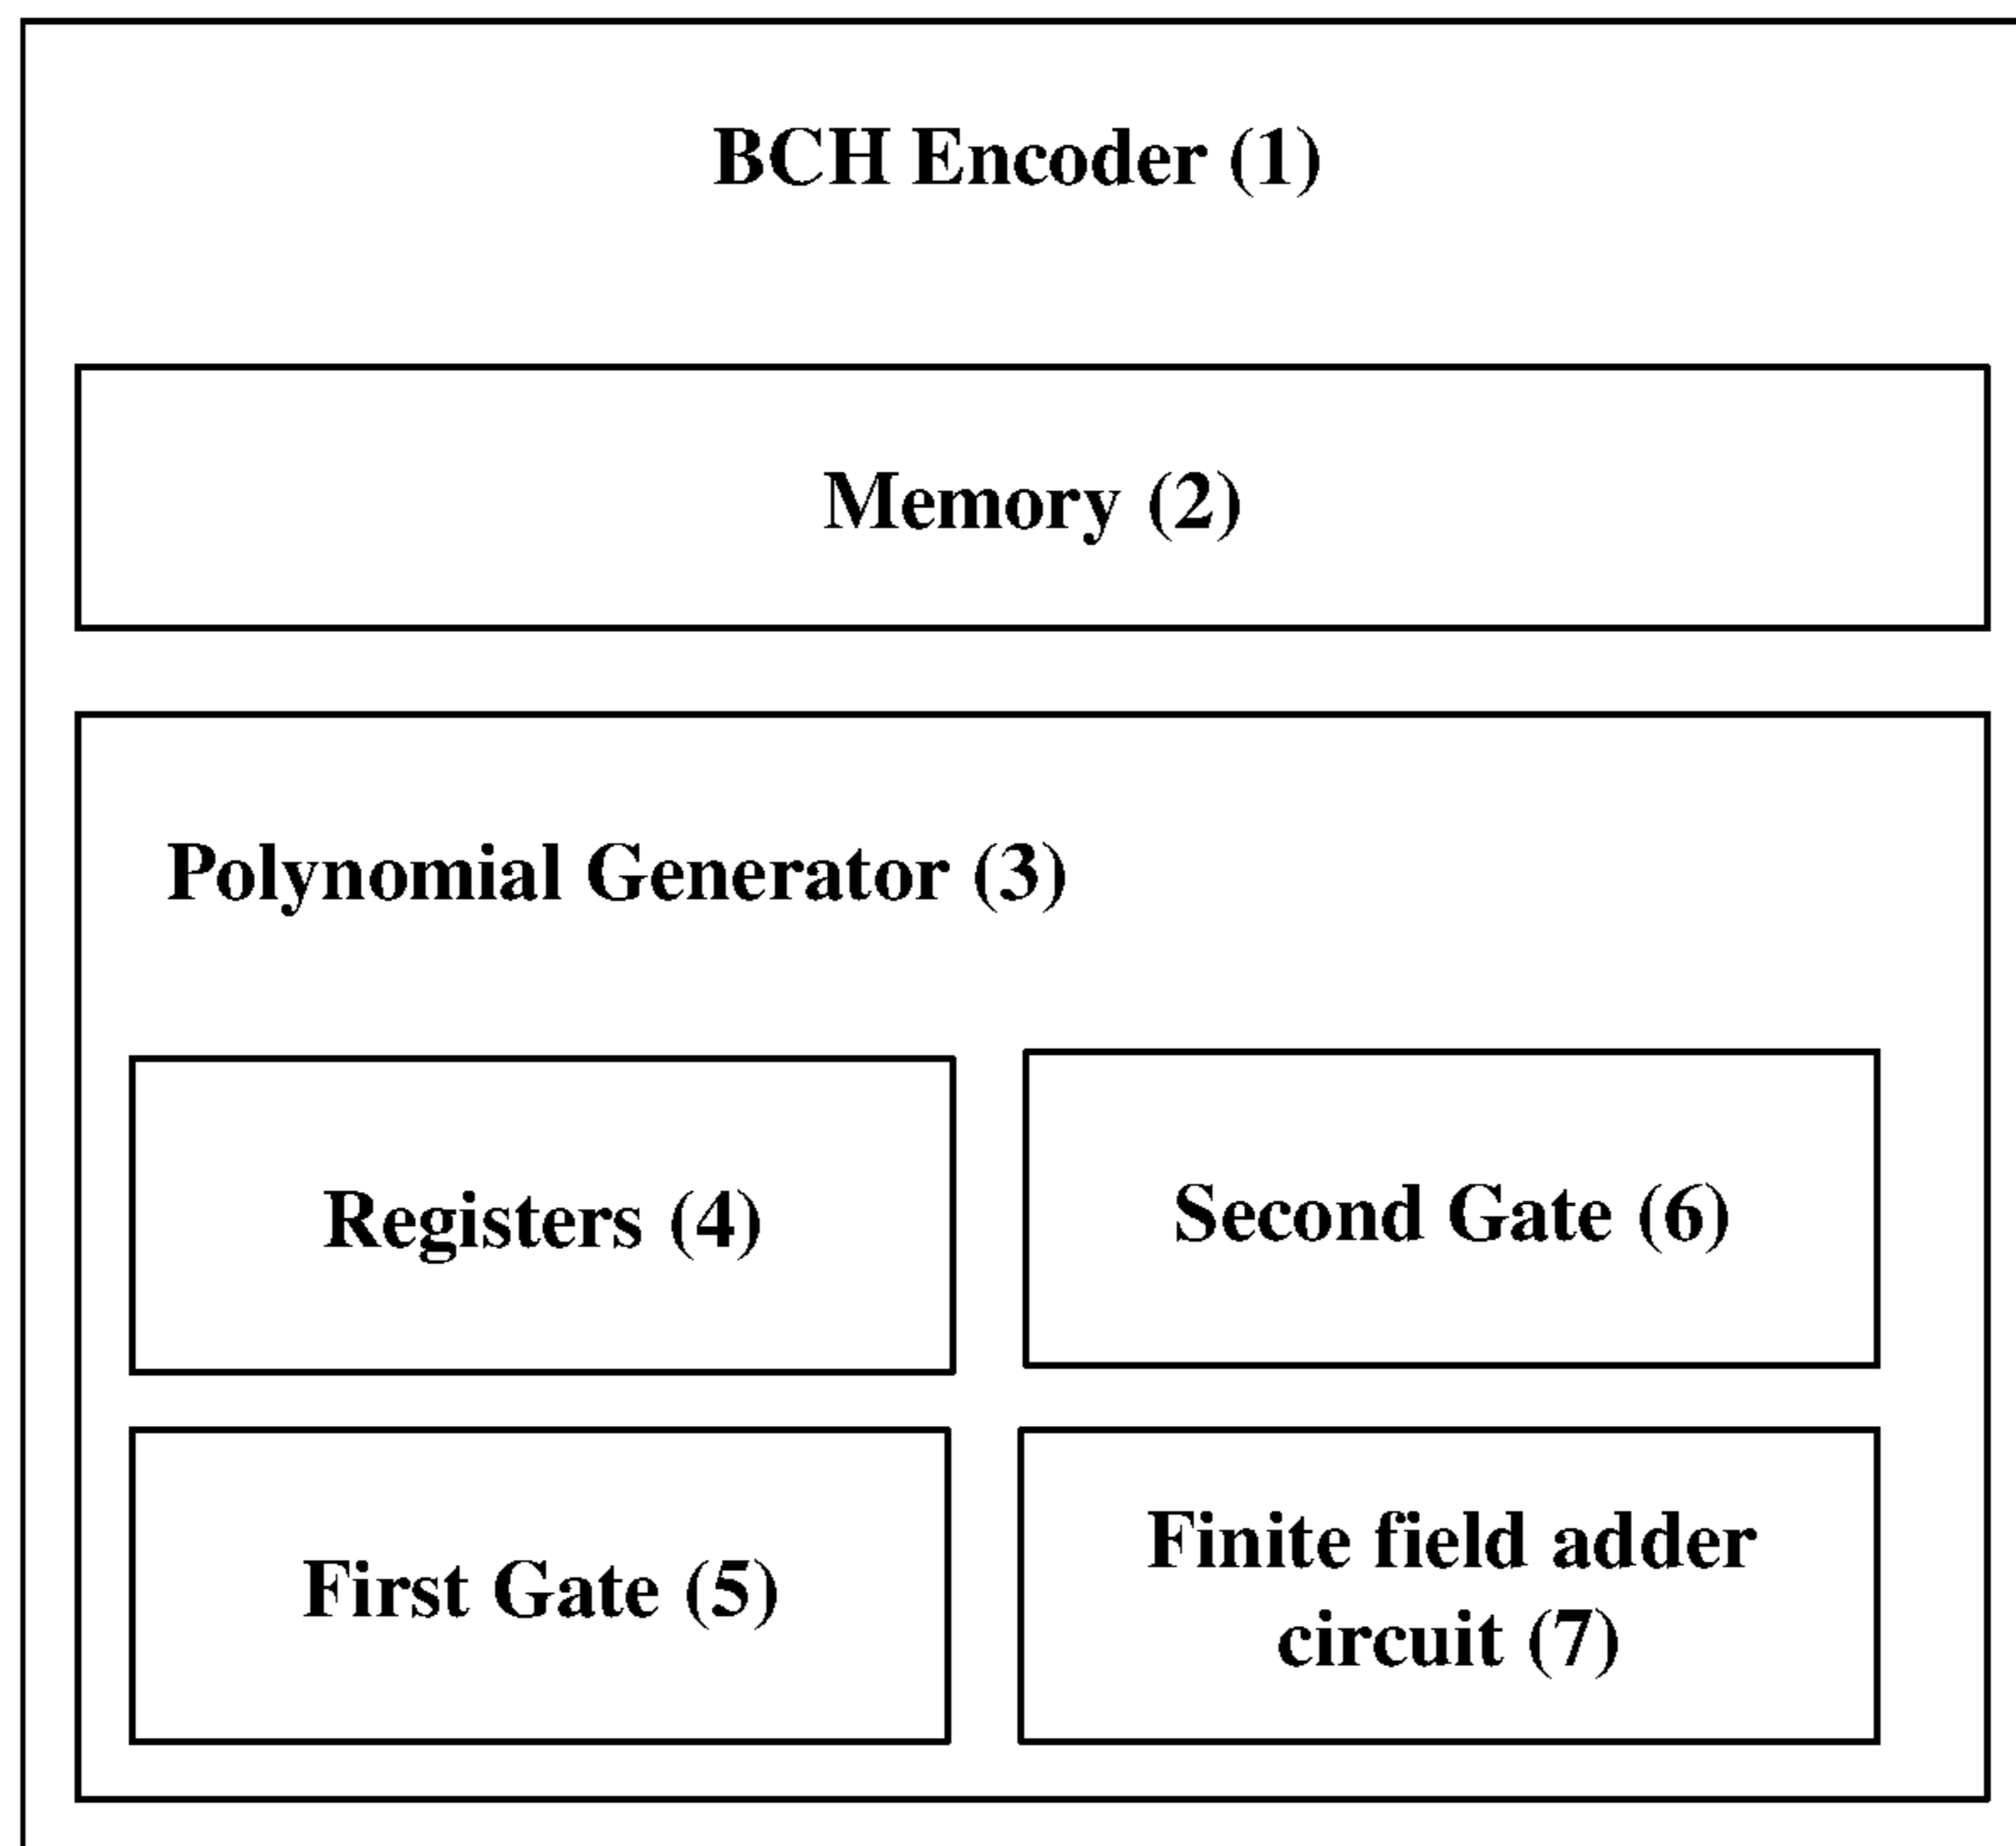 BCH Encoder (1)
Memory (2)
Polynomial Generator (3)
Registers (4)
Second Gate (6)
First Gate (5)
Finite field adder
circuit (7)